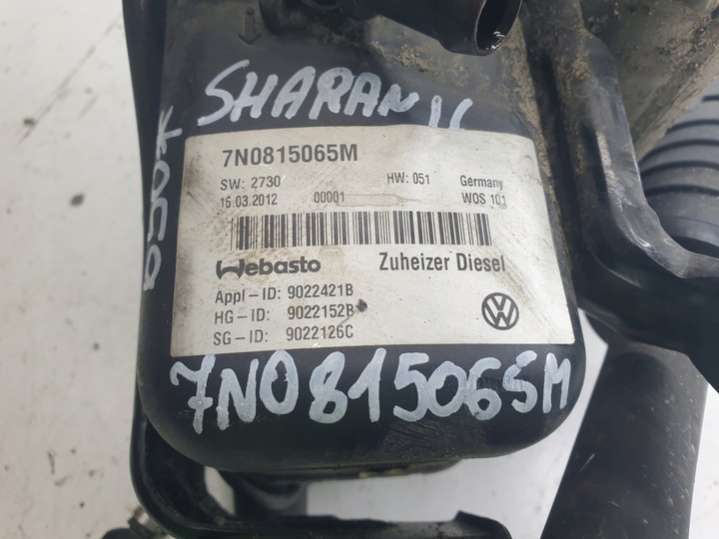 SHARAN
7N0815065M
SW: 2730 HW: 051 Germany
15.03.2012 00001 WOS 101
Webasto Zuheizer Diesel
Appl-ID: 9022421B
HG-ID: 9022152B
SG-ID: 9022126C
7N0815065M